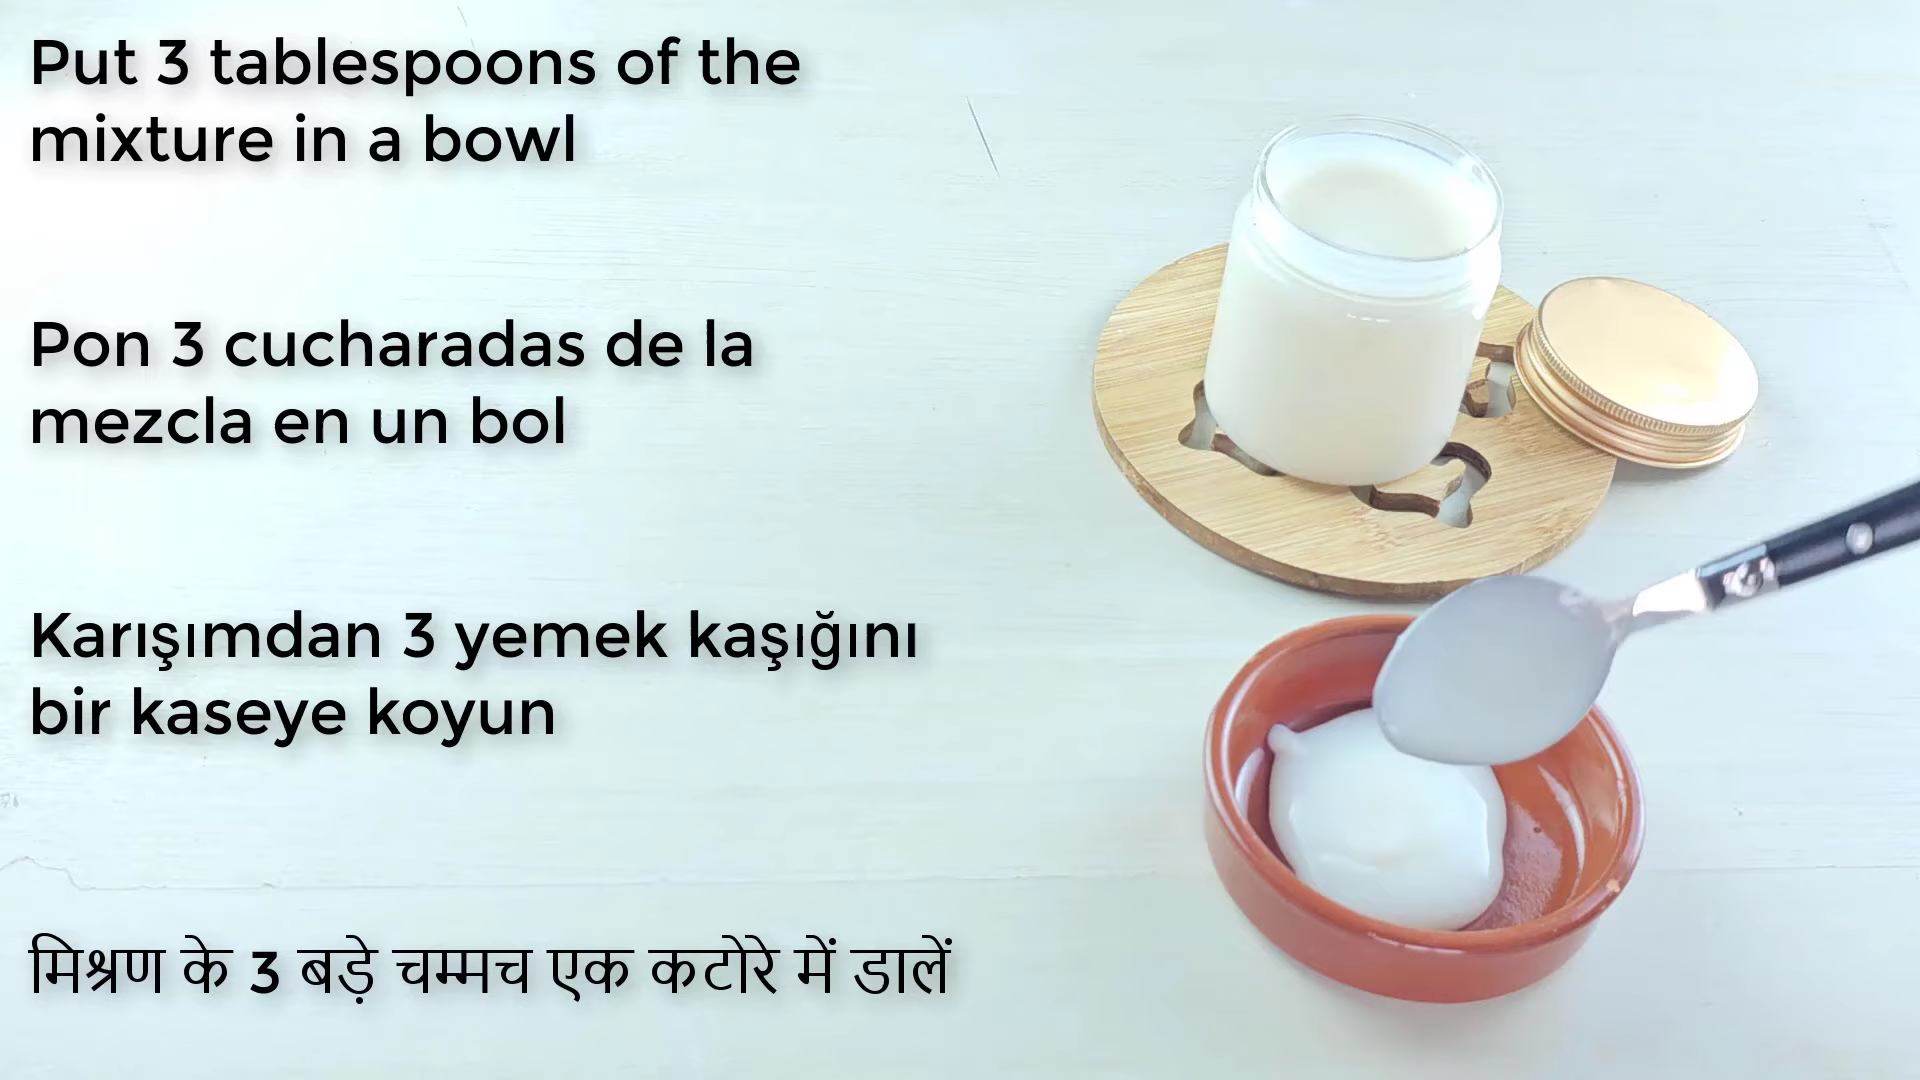 Put 3 tablespoons of the
mixture in a bowl
Pon 3 cucharadas de la
mezcla en un bol
Karışımdan 3 yemek kaşığını
bir kaseye koyun
मिश्रण के 3 बड़े चम्मच एक कटोरे में डालें